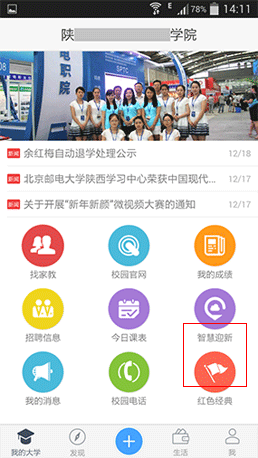 78% 14:11
陕 学院
电职院
SPTC
新闻 余红梅自动退学处理公示 12/18
新闻 北京邮电大学陕西学习中心荣获中国现代... 12/17
新闻 关于开展“新年新颜”微视频大赛的通知 12/17
找家教 校园官网 我的成绩
招聘信息 今日课表 智慧迎新
我的消息 校园电话 红色经典
我的大学 发现 生活 我